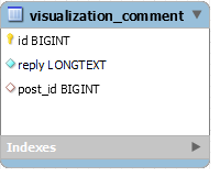 visualization_comment
id BIGINT
reply LONGTEXT
post_id BIGINT
Indexes